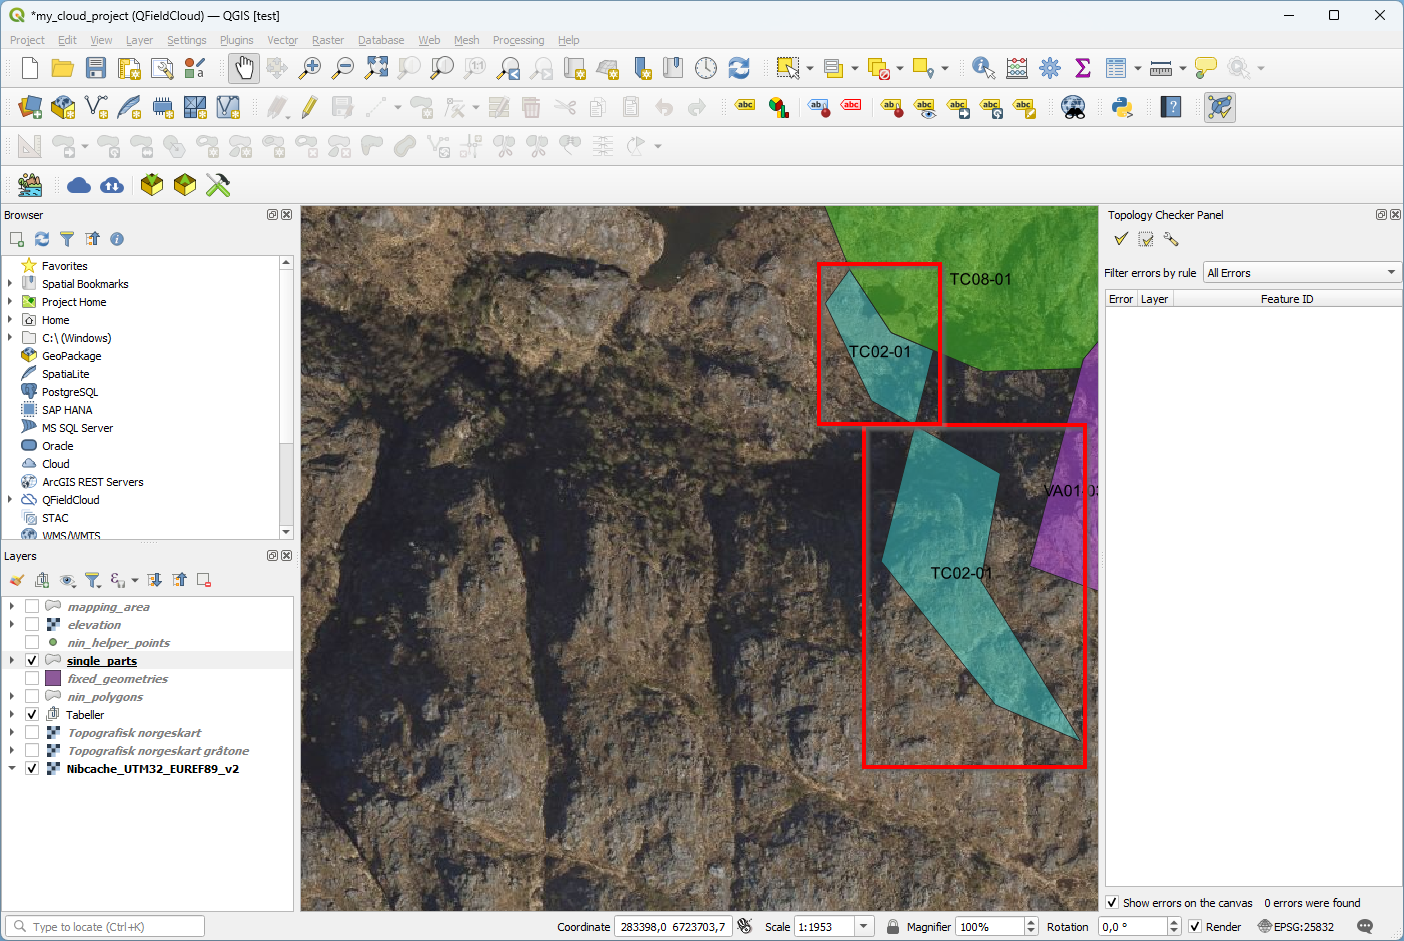 *my_cloud_project (QFieldCloud) — QGIS [test]
Project Edit View Layer Settings Plugins Vector Raster Database Web Mesh Processing Help
Browser
Favorites
Spatial Bookmarks
Project Home
Home
C:\ (Windows)
GeoPackage
SpatiaLite
PostgreSQL
SAP HANA
MS SQL Server
Oracle
Cloud
ArcGIS REST Servers
QFieldCloud
STAC
WMS/WMTS
Layers
mapping_area
elevation
nin_helper_points
single_parts
fixed_geometries
nin_polygons
Tabeller
Topografisk norgeskart
Topografisk norgeskart gråtone
Nibcache_UTM32_EUREF89_v2
TC08-01
TC02-01
VA01-03
TC02-01
Topology Checker Panel
Filter errors by rule All Errors
Error Layer Feature ID
Show errors on the canvas 0 errors were found
Type to locate (Ctrl+K)
Coordinate 283398,0 6723703,7 Scale 1:1953 Magnifier 100% Rotation 0,0 ° Render EPSG:25832